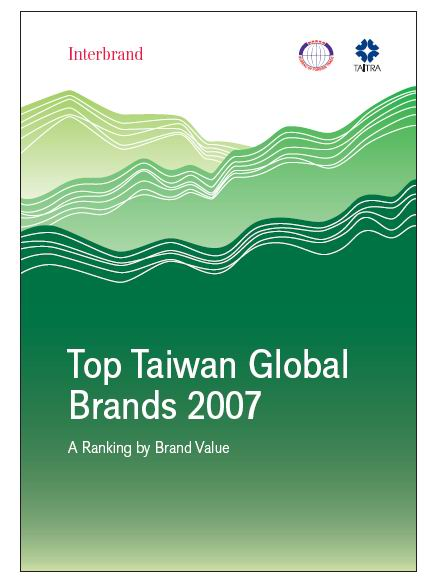 Interbrand
TAITRA
Top Taiwan Global
Brands 2007
A Ranking by Brand Value